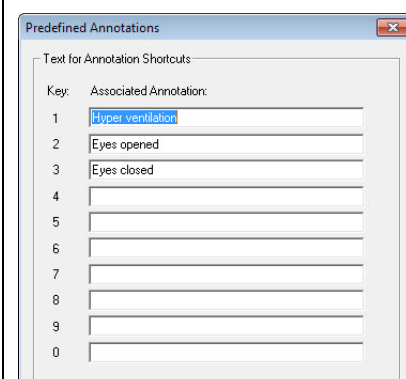 Predefined Annotations
Text for Annotation Shortcuts
Key: Associated Annotation:
1 Hyper ventilation
2 Eyes opened
3 Eyes closed
4
5
6
7
8
9
0